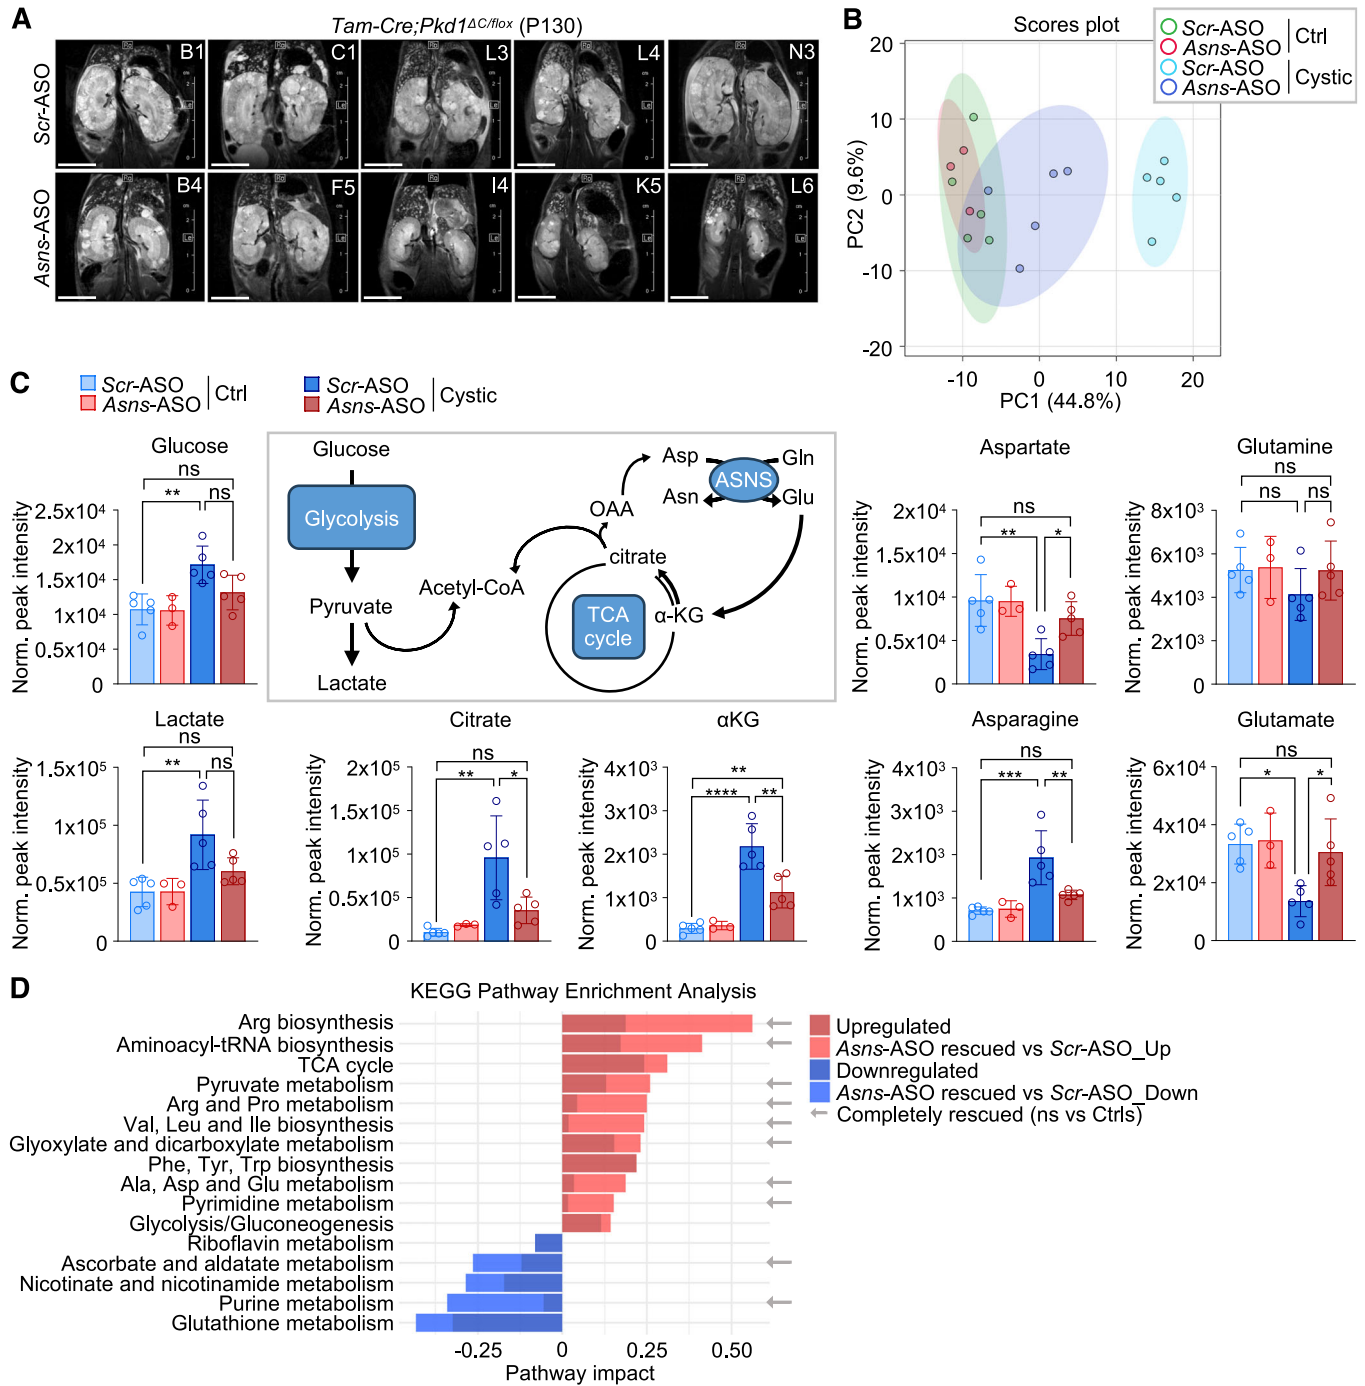 A
Tam-Cre;Pkd1ΔC/flox (P130)
Scr-ASO
B1
C1
L3
L4
N3
Asns-ASO
B4
F5
I4
K5
L6
B
Scores plot
Scr-ASO
Asns-ASO
Ctrl
Scr-ASO
Asns-ASO
Cystic
PC2 (9.6%)
20
10
0
-10
-20
-10
0
10
20
PC1 (44.8%)
C
Scr-ASO
Asns-ASO
Ctrl
Scr-ASO
Asns-ASO
Cystic
Glucose
ns
**
ns
Norm. peak intensity
2.5x10⁴
2x10⁴
1.5x10⁴
1x10⁴
0.5x10⁴
0
Glucose
Glycolysis
Pyruvate
Lactate
Acetyl-CoA
OAA
citrate
TCA
cycle
α-KG
Asp
Gln
ASNS
Asn
Glu
Aspartate
ns
**
*
Norm. peak intensity
2x10⁴
1.5x10⁴
1x10⁴
0.5x10⁴
0
Glutamine
ns
ns
ns
Norm. peak intensity
8x10³
6x10³
4x10³
2x10³
0
Lactate
ns
**
ns
Norm. peak intensity
1.5x10⁵
1x10⁵
0.5x10⁵
0
Citrate
ns
**
*
Norm. peak intensity
2x10⁵
1.5x10⁵
1x10⁵
0.5x10⁵
0
αKG
**
****
**
Norm. peak intensity
4x10³
3x10³
2x10³
1x10³
0
Asparagine
ns
***
**
Norm. peak intensity
4x10³
3x10³
2x10³
1x10³
0
Glutamate
ns
*
*
Norm. peak intensity
6x10⁴
4x10⁴
2x10⁴
0
D
KEGG Pathway Enrichment Analysis
Arg biosynthesis
Aminoacyl-tRNA biosynthesis
TCA cycle
Pyruvate metabolism
Arg and Pro metabolism
Val, Leu and Ile biosynthesis
Glyoxylate and dicarboxylate metabolism
Phe, Tyr, Trp biosynthesis
Ala, Asp and Glu metabolism
Pyrimidine metabolism
Glycolysis/Gluconeogenesis
Riboflavin metabolism
Ascorbate and aldatate metabolism
Nicotinate and nicotinamide metabolism
Purine metabolism
Glutathione metabolism
-0.25
0
0.25
0.50
Pathway impact
Upregulated
Asns-ASO rescued vs Scr-ASO_Up
Downregulated
Asns-ASO rescued vs Scr-ASO_Down
Completely rescued (ns vs Ctrls)